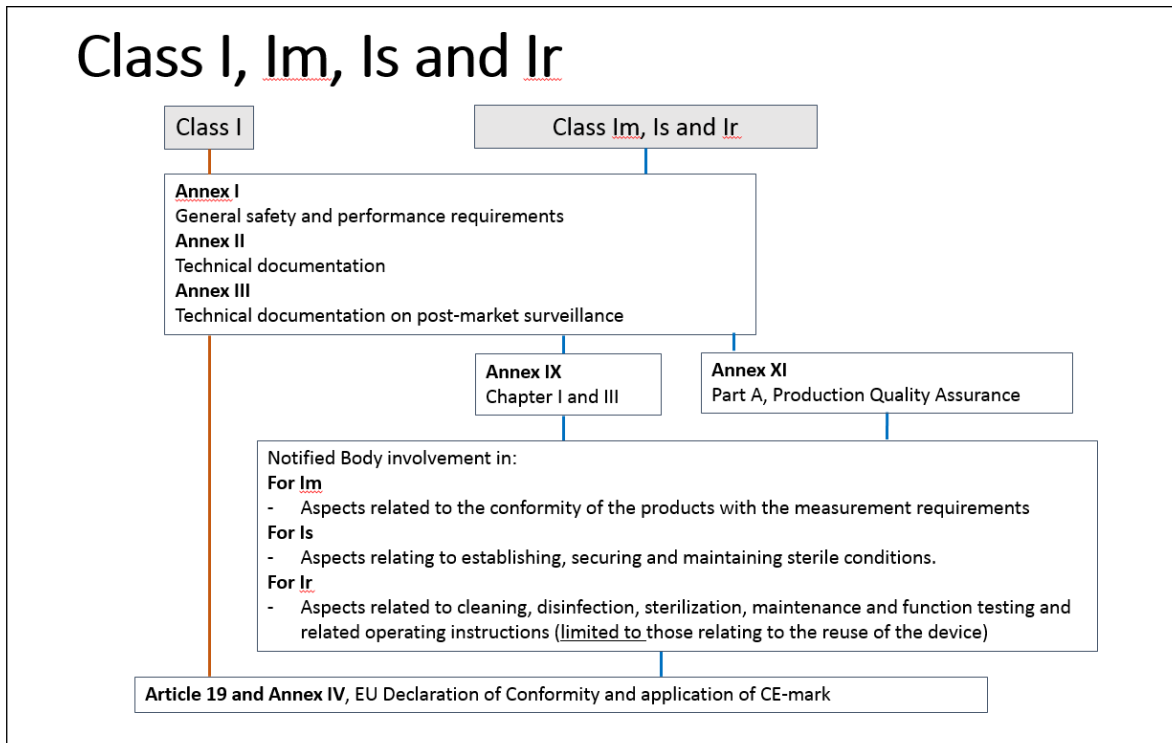 Class I, Im, Is and Ir
Class I
Class Im, Is and Ir
Annex I
General safety and performance requirements
Annex II
Technical documentation
Annex III
Technical documentation on post-market surveillance
Annex IX
Chapter I and III
Annex XI
Part A, Production Quality Assurance
Notified Body involvement in:
For Im
- Aspects related to the conformity of the products with the measurement requirements
For Is
- Aspects relating to establishing, securing and maintaining sterile conditions.
For Ir
- Aspects related to cleaning, disinfection, sterilization, maintenance and function testing and
related operating instructions (limited to those relating to the reuse of the device)
Article 19 and Annex IV, EU Declaration of Conformity and application of CE-mark